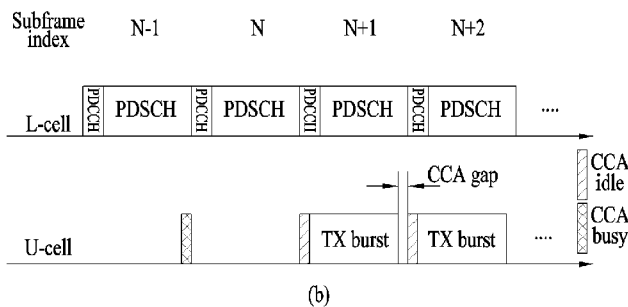 Subframe index N-1 N N+1 N+2
PDCCH PDSCH PDCCH PDSCH PDCCH PDSCH PDCCH PDSCH ....
L-cell
CCA gap
CCA idle
TX burst TX burst ....
CCA busy
U-cell
(b)